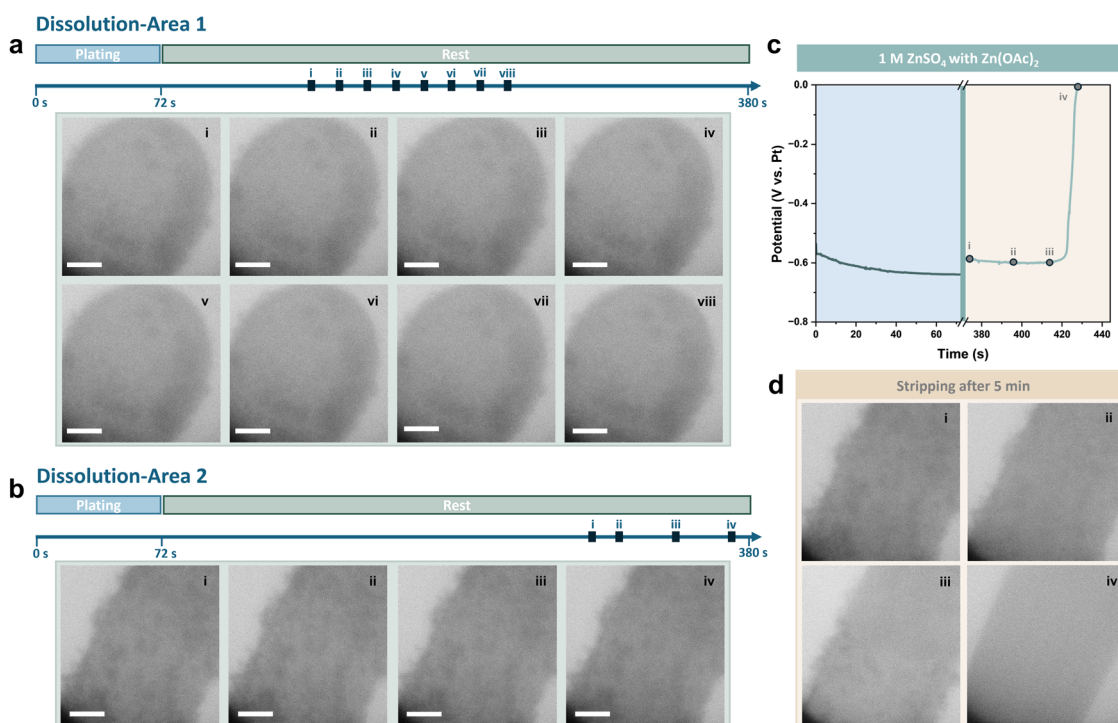 Dissolution-Area 1
a
Plating
Rest
i ii iii iv v vi vii viii
0 s
72 s
380 s
i
ii
iii
iv
v
vi
vii
viii
Dissolution-Area 2
b
Plating
Rest
i ii iii iv
0 s
72 s
380 s
i
ii
iii
iv
c
1 M ZnSO₄ with Zn(OAc)₂
Potential (V vs. Pt)
0.0
−0.2
−0.4
−0.6
−0.8
i
ii
iii
iv
0 20 40 60 380 400 420 440
Time (s)
d
Stripping after 5 min
i
ii
iii
iv